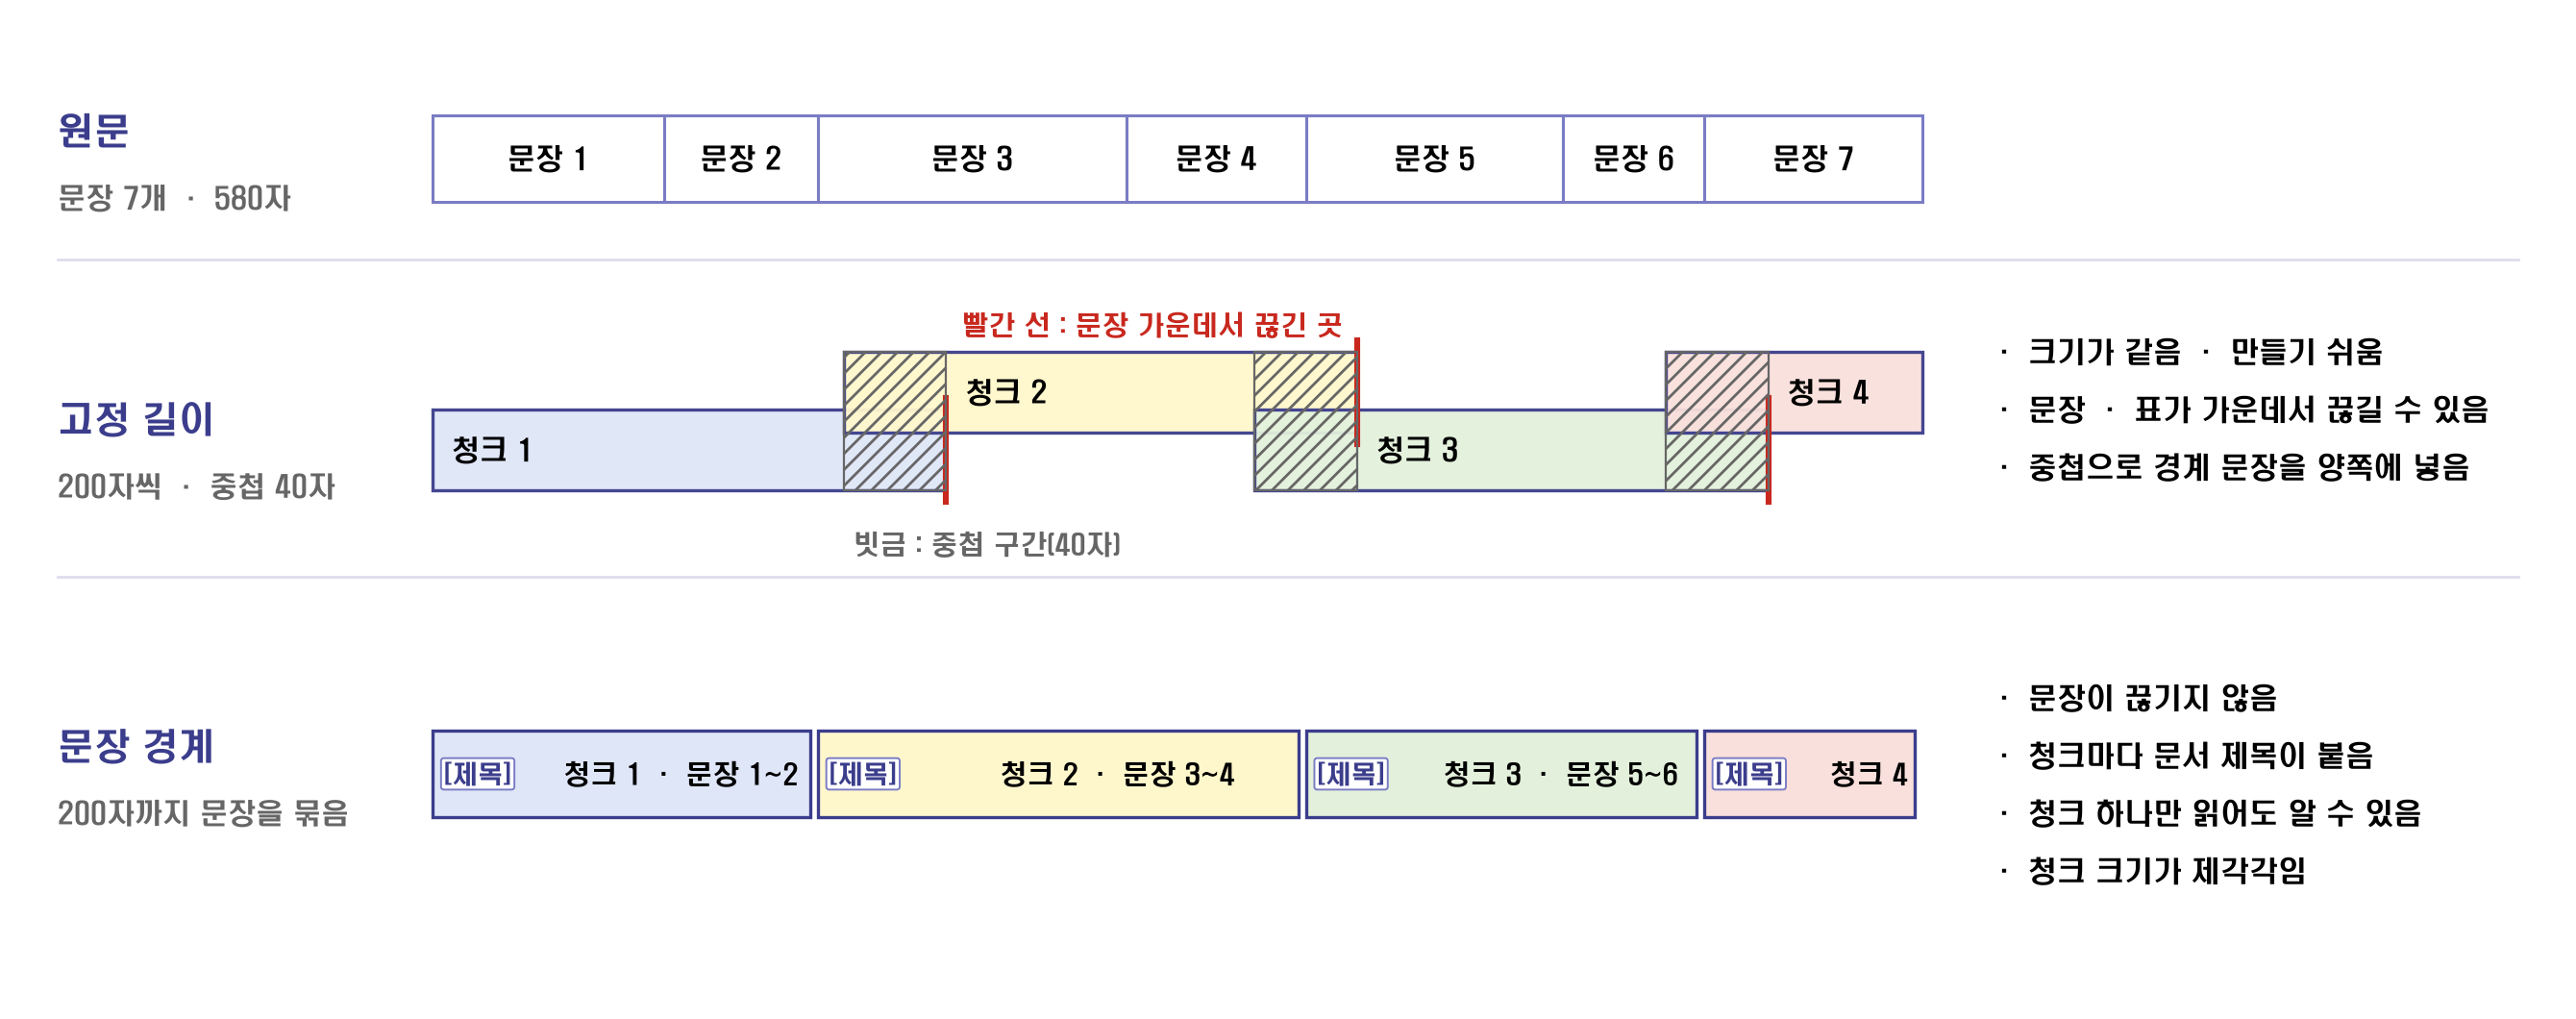 원문
문장 7개 · 580자
문장 1
문장 2
문장 3
문장 4
문장 5
문장 6
문장 7
고정 길이
200자씩 · 중첩 40자
빨간 선 : 문장 가운데서 끊긴 곳
청크 1
청크 2
청크 3
청크 4
빗금 : 중첩 구간(40자)
· 크기가 같음 · 만들기 쉬움
· 문장 · 표가 가운데서 끊길 수 있음
· 중첩으로 경계 문장을 양쪽에 넣음
문장 경계
200자까지 문장을 묶음
[제목] 청크 1 · 문장 1~2
[제목] 청크 2 · 문장 3~4
[제목] 청크 3 · 문장 5~6
[제목] 청크 4
· 문장이 끊기지 않음
· 청크마다 문서 제목이 붙음
· 청크 하나만 읽어도 알 수 있음
· 청크 크기가 제각각임